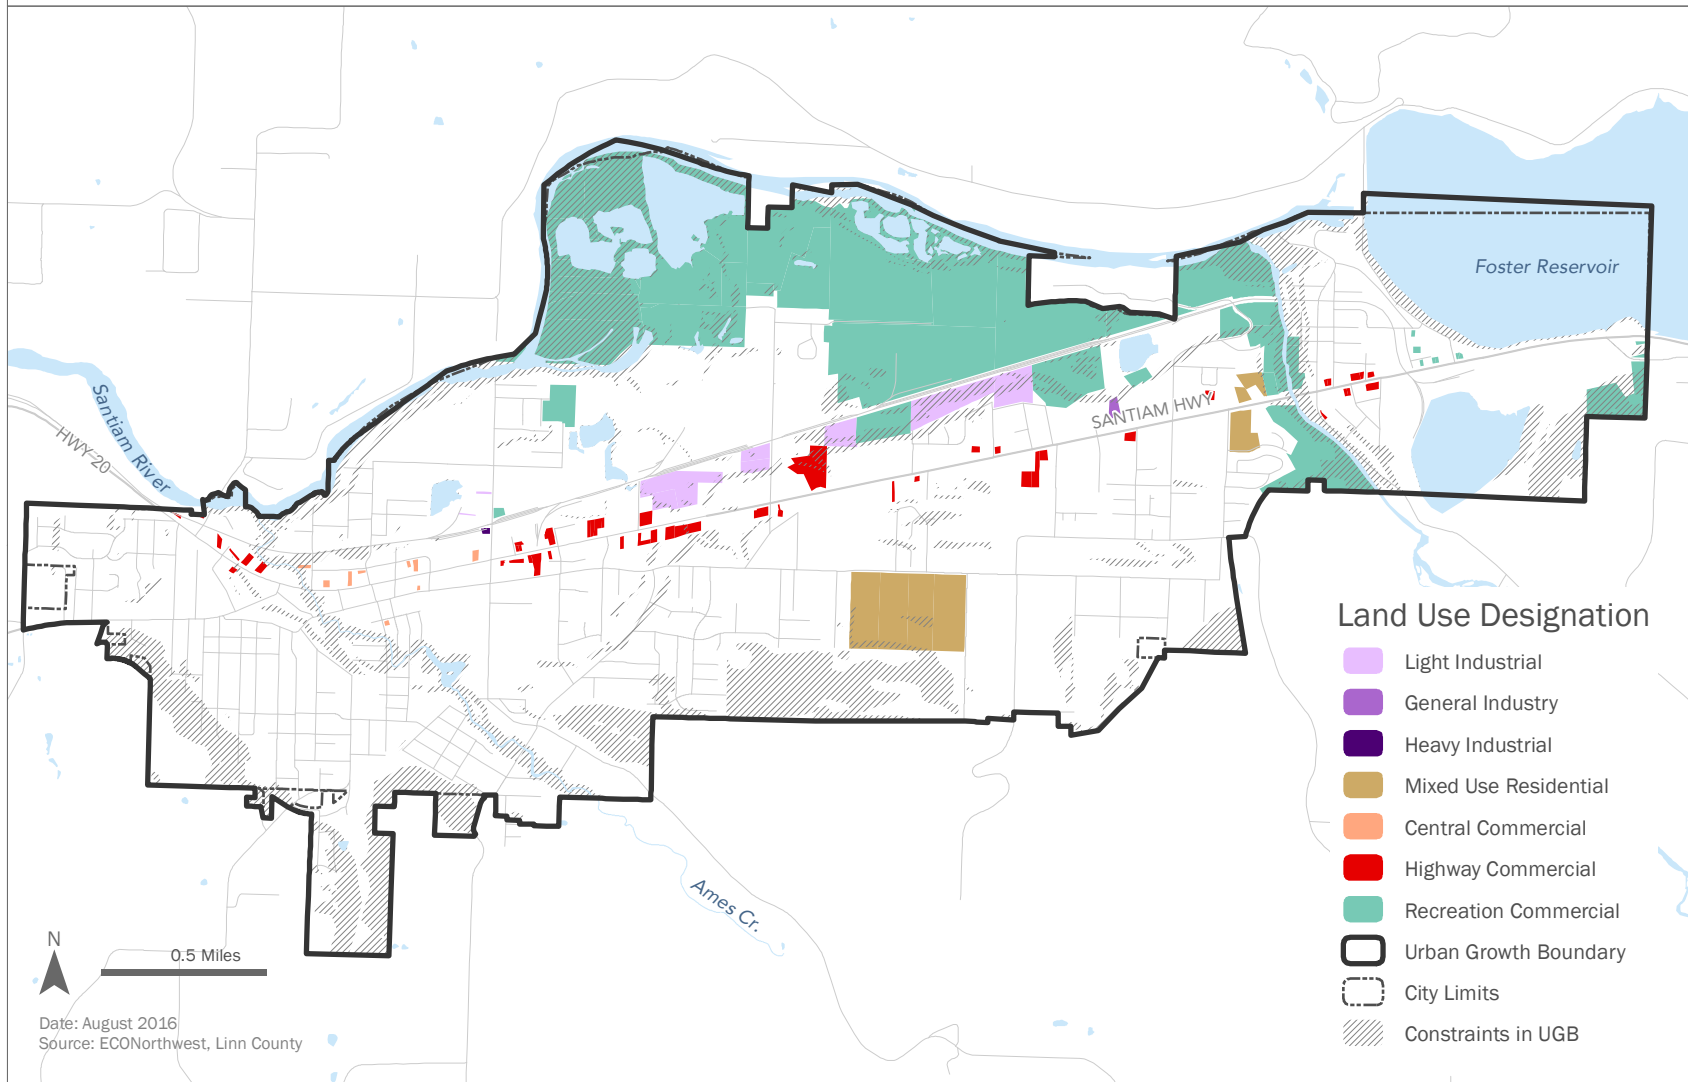 Foster Reservoir
Santiam River
HWY 20
SANTIAM HWY
Ames Cr.
Land Use Designation
Light Industrial
General Industry
Heavy Industrial
Mixed Use Residential
Central Commercial
Highway Commercial
Recreation Commercial
Urban Growth Boundary
City Limits
Constraints in UGB
N
0.5 Miles
Date: August 2016
Source: ECONorthwest, Linn County